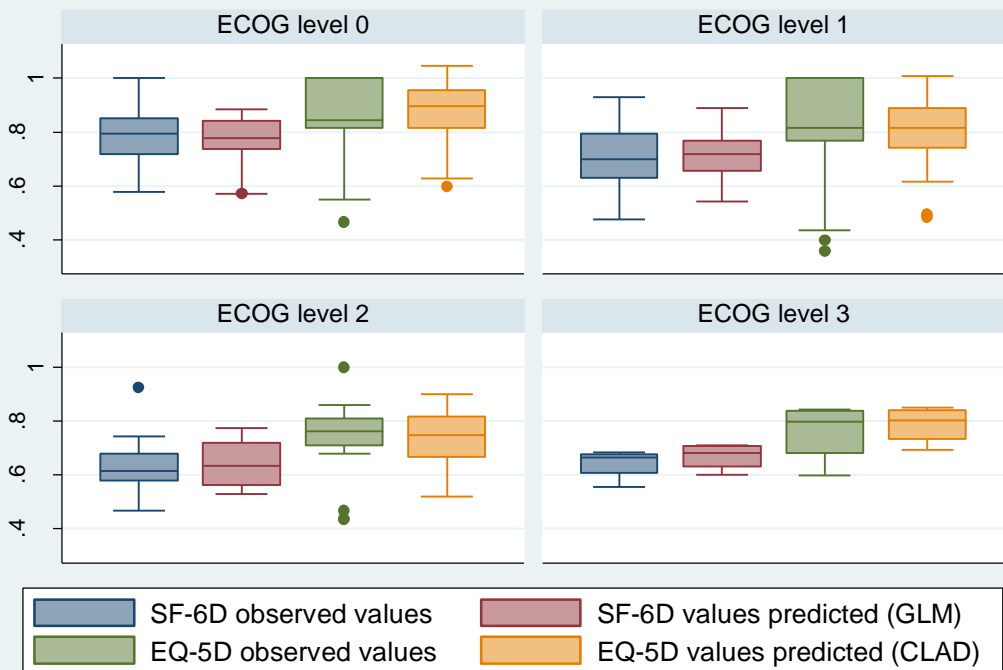 ECOG level 0
ECOG level 1
1
.8
.6
.4
ECOG level 2
ECOG level 3
1
.8
.6
.4
SF-6D observed values
SF-6D values predicted (GLM)
EQ-5D observed values
EQ-5D values predicted (CLAD)